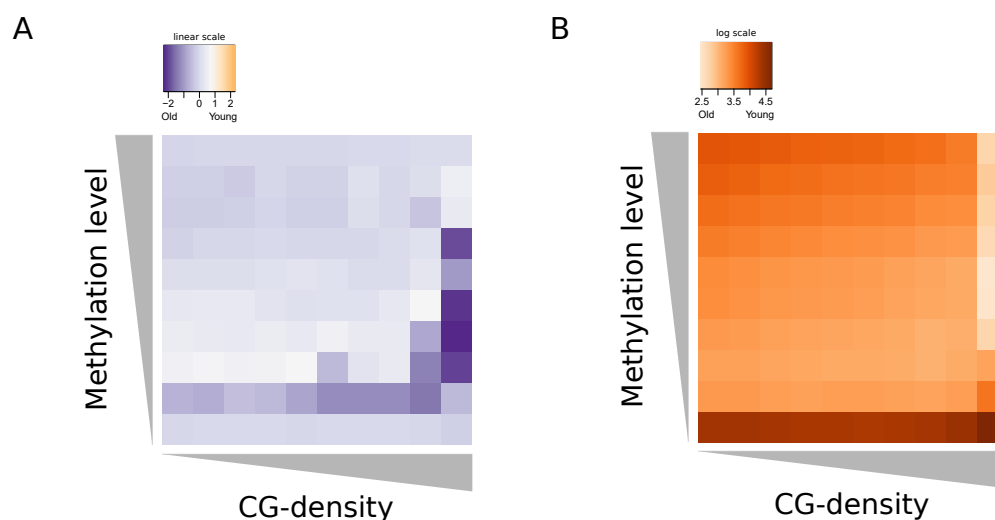 A
linear scale
−2 0 1 2
Old Young
Methylation level
CG-density
B
log scale
2.5 3.5 4.5
Old Young
Methylation level
CG-density